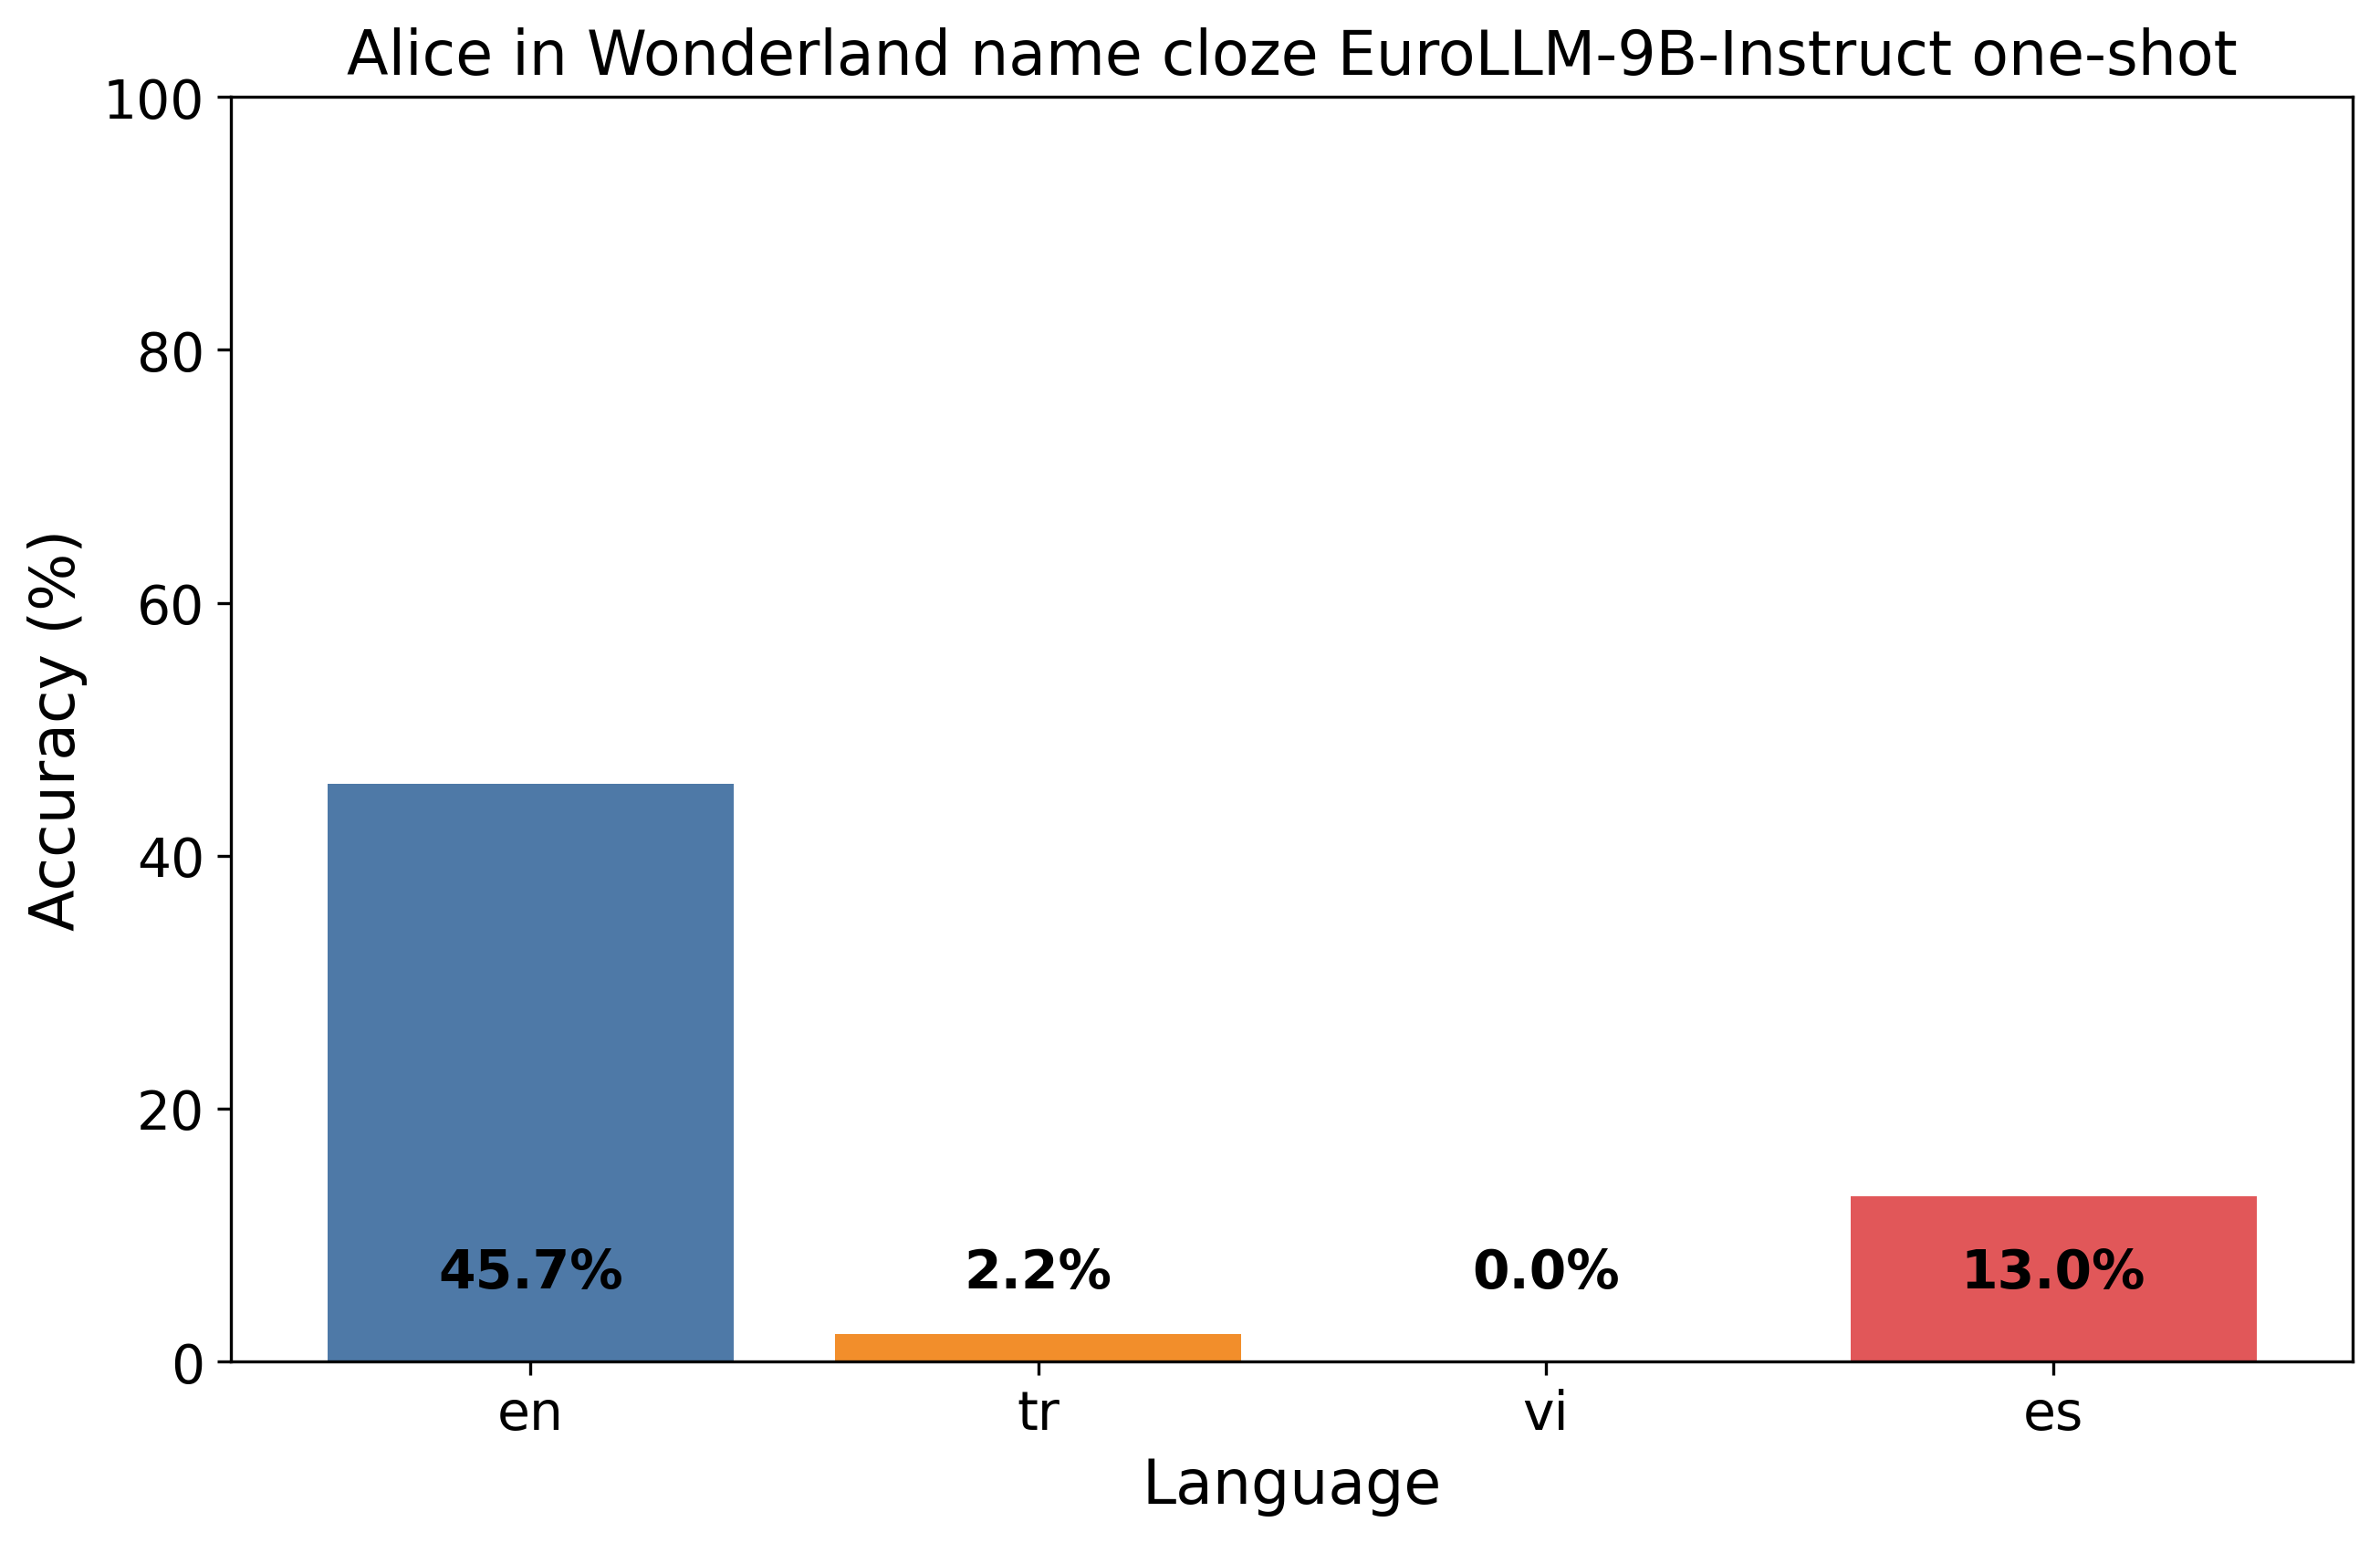 Alice in Wonderland name cloze EuroLLM-9B-Instruct one-shot
100
80
60
40
20
0
Accuracy (%)
45.7%
2.2%
0.0%
13.0%
en
tr
vi
es
Language